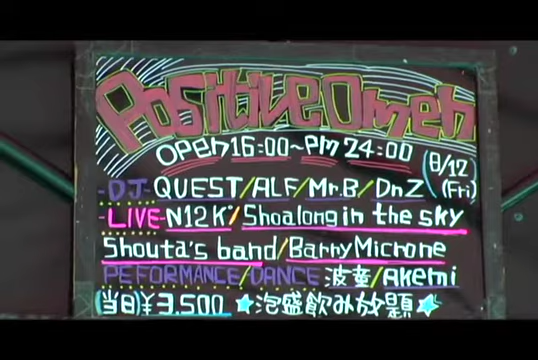 Positive Omen
OPEN 16:00~PM 24:00
8/12
(Fri)
-DJ- QUEST/ALF/Mr.B/DnZ
-LIVE- N12K/Shoalong in the sky
Shouta's band/Barry Microne
PERFORMANCE/DANCE 波童/Akemi
(当日)¥3.500 ★泡盛飲み放題★